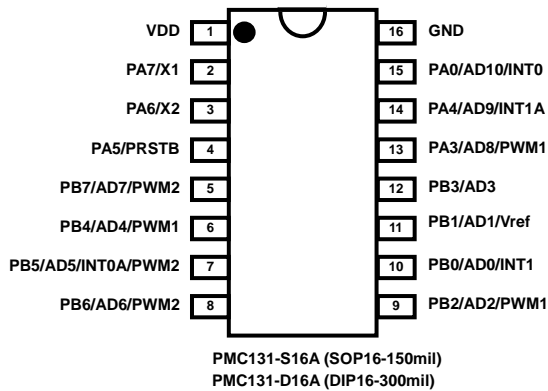 VDD 1 16 GND
PA7/X1 2 15 PA0/AD10/INT0
PA6/X2 3 14 PA4/AD9/INT1A
PA5/PRSTB 4 13 PA3/AD8/PWM1
PB7/AD7/PWM2 5 12 PB3/AD3
PB4/AD4/PWM1 6 11 PB1/AD1/Vref
PB5/AD5/INT0A/PWM2 7 10 PB0/AD0/INT1
PB6/AD6/PWM2 8 9 PB2/AD2/PWM1
PMC131-S16A (SOP16-150mil)
PMC131-D16A (DIP16-300mil)